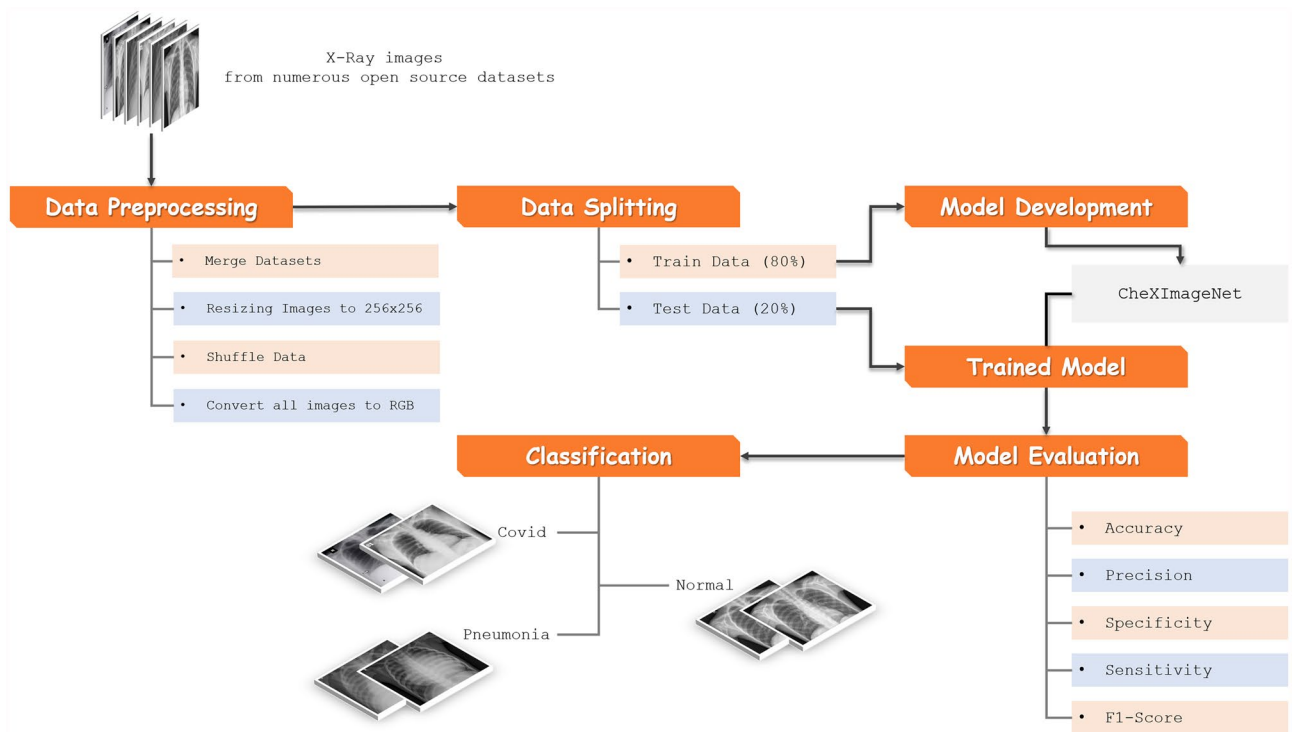 X-Ray images
from numerous open source datasets
Data Preprocessing
• Merge Datasets
• Resizing Images to 256x256
• Shuffle Data
• Convert all images to RGB
Data Splitting
• Train Data (80%)
• Test Data (20%)
Model Development
CheXImageNet
Trained Model
Model Evaluation
• Accuracy
• Precision
• Specificity
• Sensitivity
• F1-Score
Classification
Covid
Normal
Pneumonia